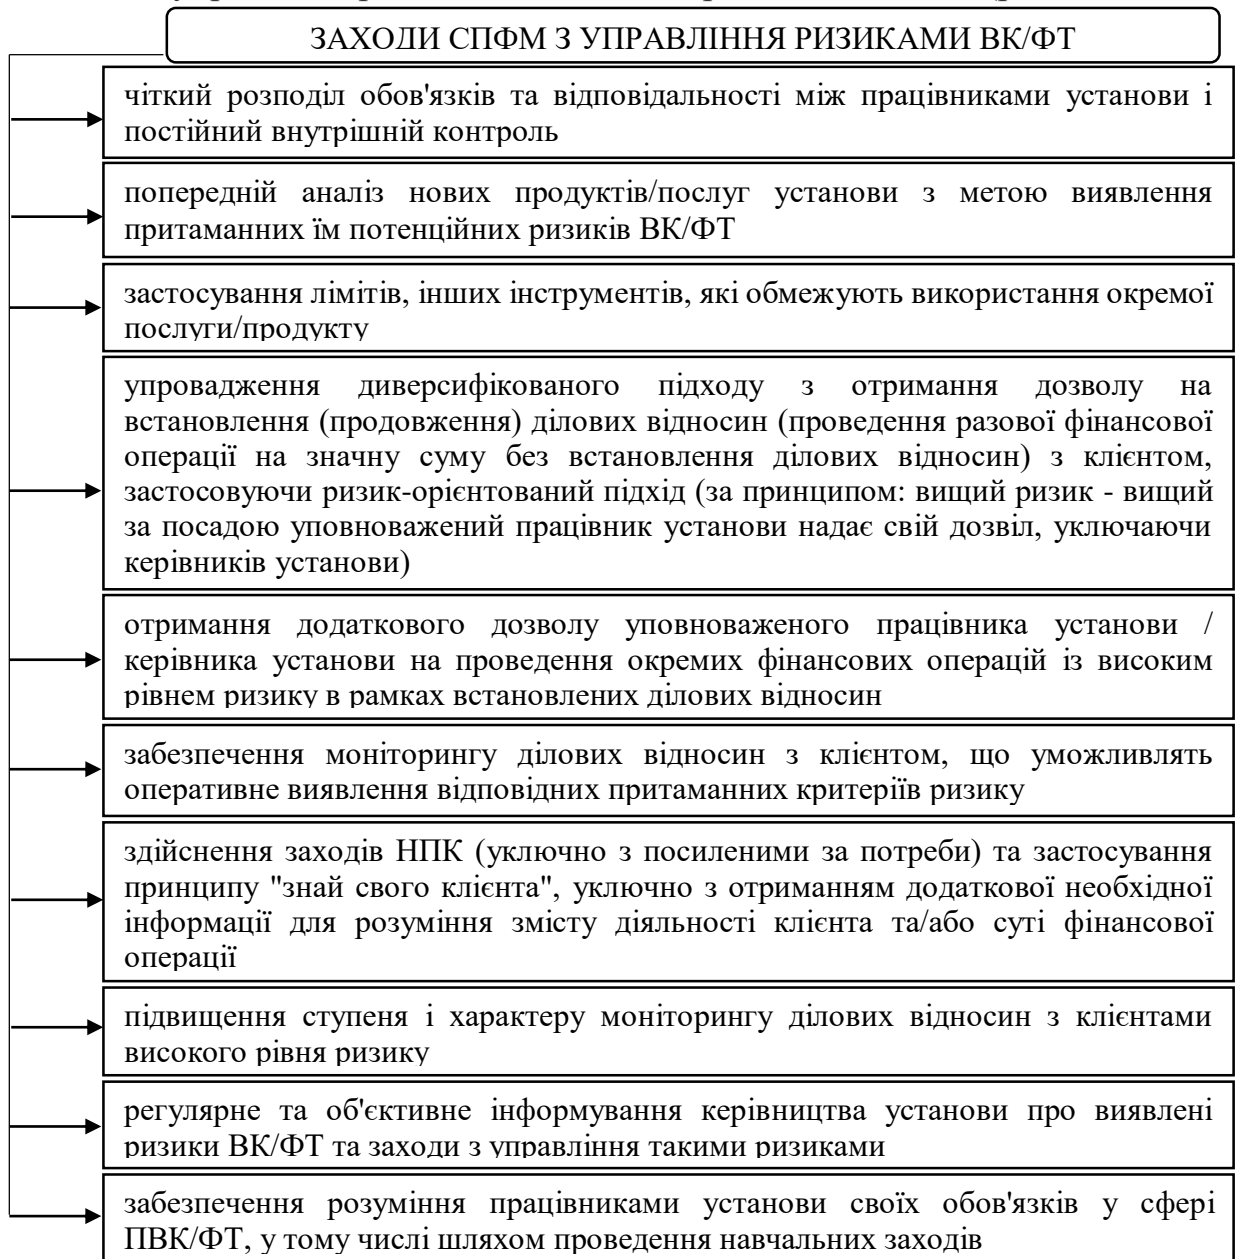 ЗАХОДИ СПФМ З УПРАВЛІННЯ РИЗИКАМИ ВК/ФТ
чіткий розподіл обов'язків та відповідальності між працівниками установи і
постійний внутрішній контроль
попередній аналіз нових продуктів/послуг установи з метою виявлення
притаманних їм потенційних ризиків ВК/ФТ
застосування лімітів, інших інструментів, які обмежують використання окремої
послуги/продукту
упровадження диверсифікованого підходу з отримання дозволу на
встановлення (продовження) ділових відносин (проведення разової фінансової
операції на значну суму без встановлення ділових відносин) з клієнтом,
застосовуючи ризик-орієнтований підхід (за принципом: вищий ризик - вищий
за посадою уповноважений працівник установи надає свій дозвіл, уключаючи
керівників установи)
отримання додаткового дозволу уповноваженого працівника установи /
керівника установи на проведення окремих фінансових операцій із високим
рівнем ризику в рамках встановлених ділових відносин
забезпечення моніторингу ділових відносин з клієнтом, що уможливлять
оперативне виявлення відповідних притаманних критеріїв ризику
здійснення заходів НПК (уключно з посиленими за потреби) та застосування
принципу "знай свого клієнта", уключно з отриманням додаткової необхідної
інформації для розуміння змісту діяльності клієнта та/або суті фінансової
операції
підвищення ступеня і характеру моніторингу ділових відносин з клієнтами
високого рівня ризику
регулярне та об'єктивне інформування керівництва установи про виявлені
ризики ВК/ФТ та заходи з управління такими ризиками
забезпечення розуміння працівниками установи своїх обов'язків у сфері
ПВК/ФТ, у тому числі шляхом проведення навчальних заходів